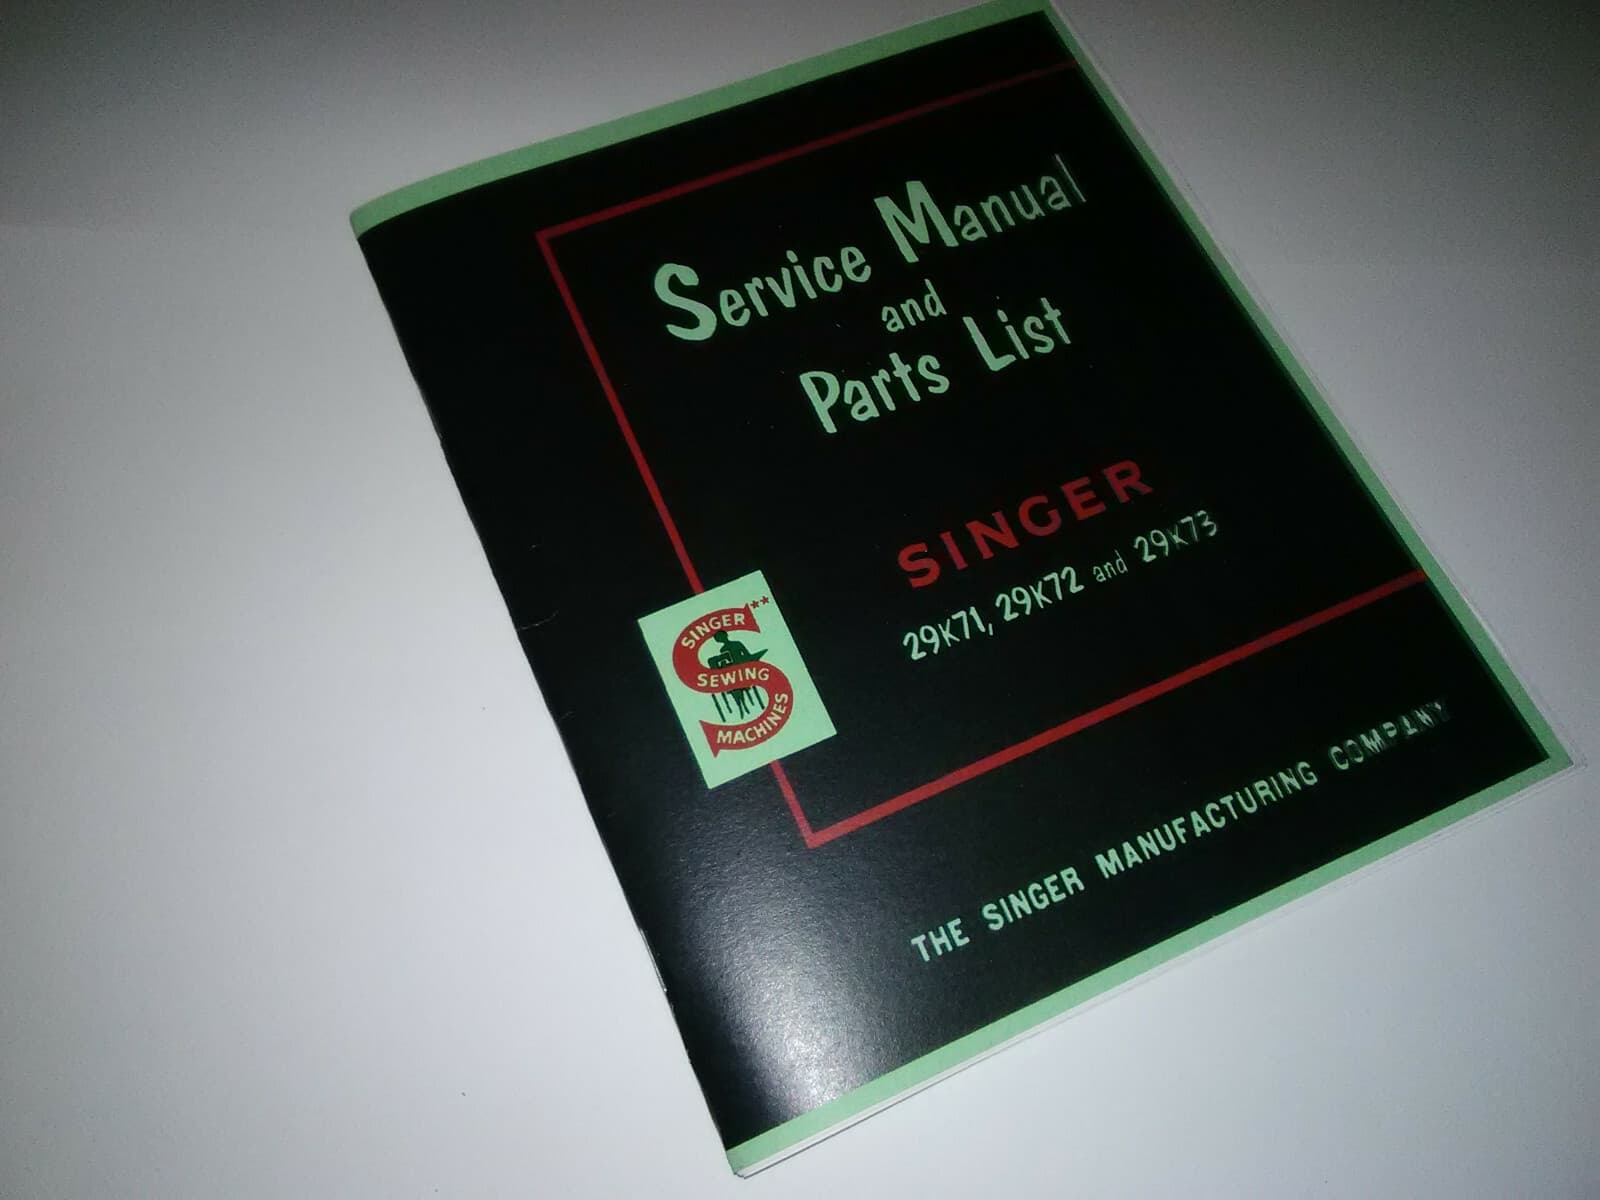 Service Manual
and
Parts List
SINGER
29K71, 29K72 and 29K73
SINGER**
SEWING
MACHINES
THE SINGER MANUFACTURING COMPANY